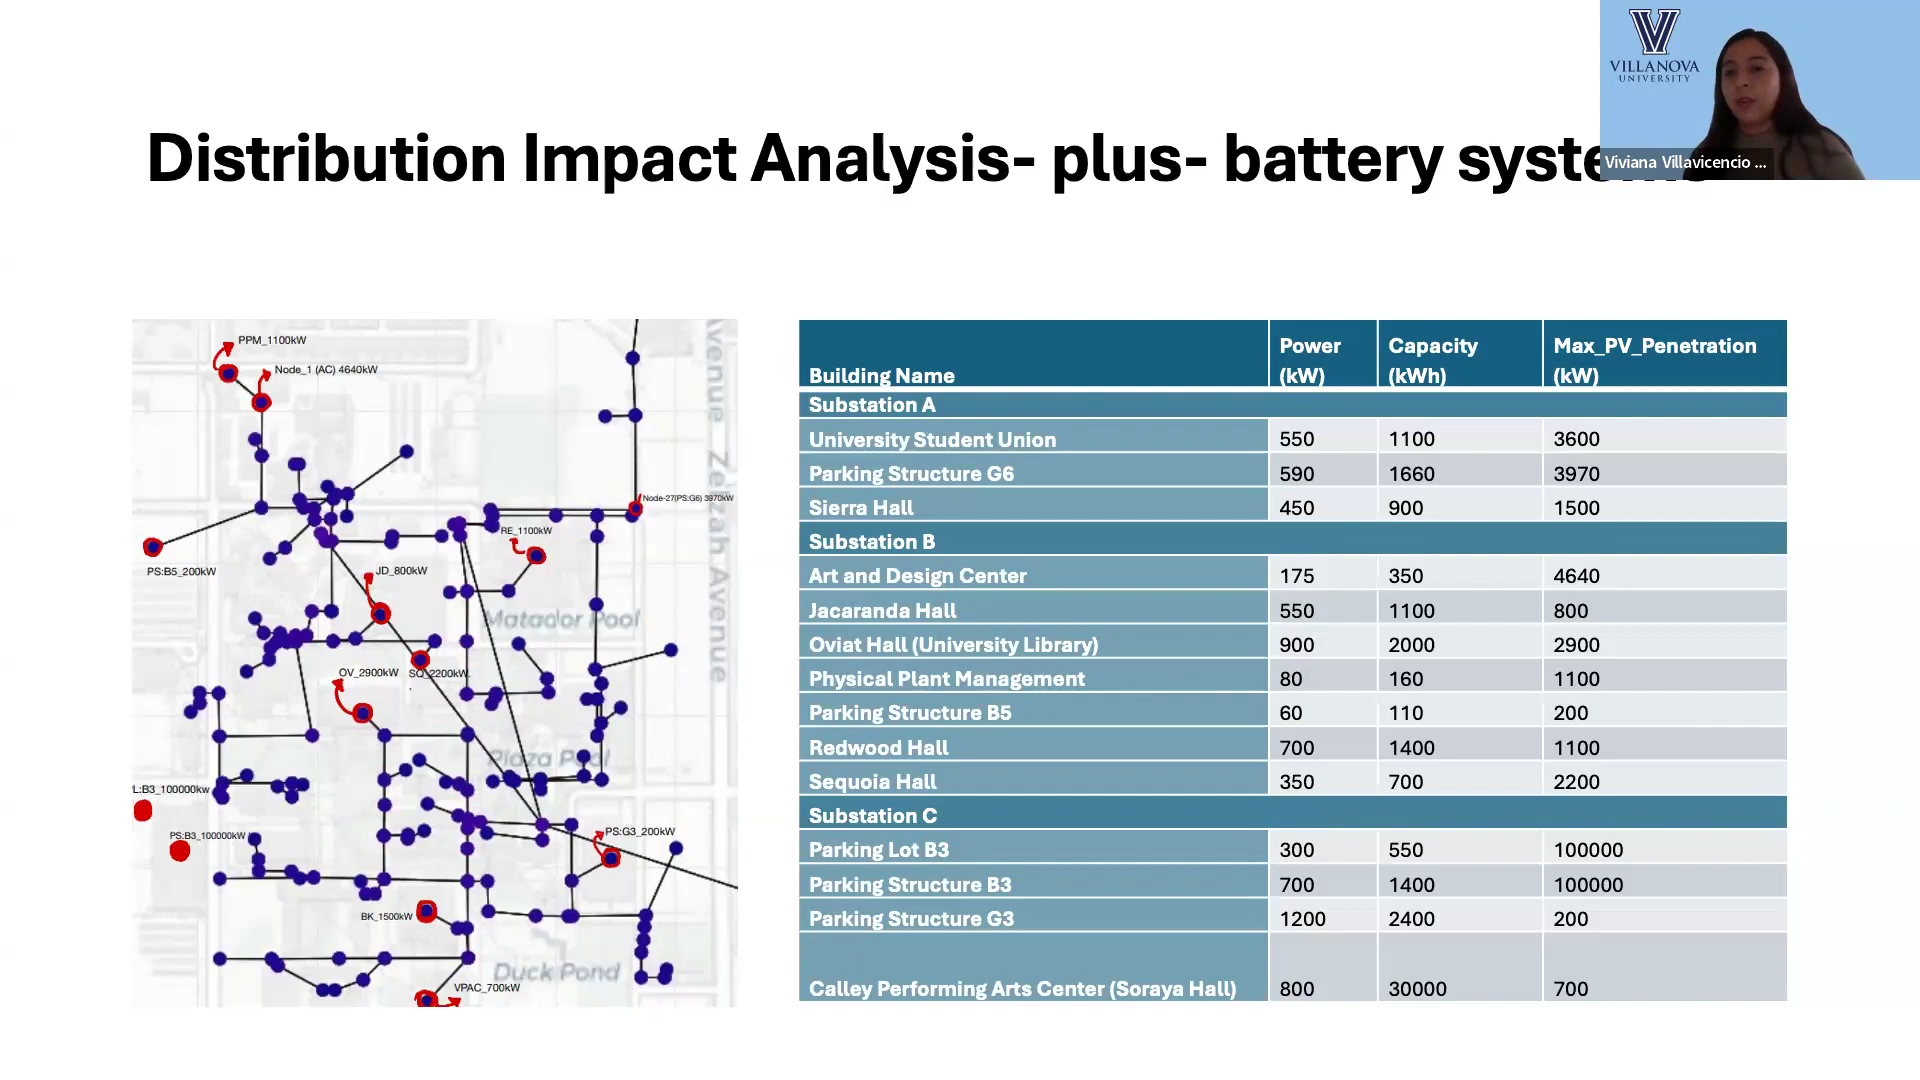 VILLANOVA
UNIVERSITY
Viviana Villavicencio ...
Distribution Impact Analysis- plus- battery
PPM_1100kW
Node_1 (AC) 4640kW
Avenue
Zelzah Avenue
Node-27(PS:G6) 3970kW
RE_1100kW
PS:B5_200kW
JD_800kW
Matador Pool
OV_2900kW
SQ_2200kW
Plaza Pool
L:B3_100000kw
PS:B3_100000kW
PS:G3_200kW
BK_1500kW
Duck Pond
VPAC_700kW
Building Name Power (kW) Capacity (kWh) Max_PV_Penetration (kW)
Substation A
University Student Union 550 1100 3600
Parking Structure G6 590 1660 3970
Sierra Hall 450 900 1500
Substation B
Art and Design Center 175 350 4640
Jacaranda Hall 550 1100 800
Oviat Hall (University Library) 900 2000 2900
Physical Plant Management 80 160 1100
Parking Structure B5 60 110 200
Redwood Hall 700 1400 1100
Sequoia Hall 350 700 2200
Substation C
Parking Lot B3 300 550 100000
Parking Structure B3 700 1400 100000
Parking Structure G3 1200 2400 200
Calley Performing Arts Center (Soraya Hall) 800 30000 700